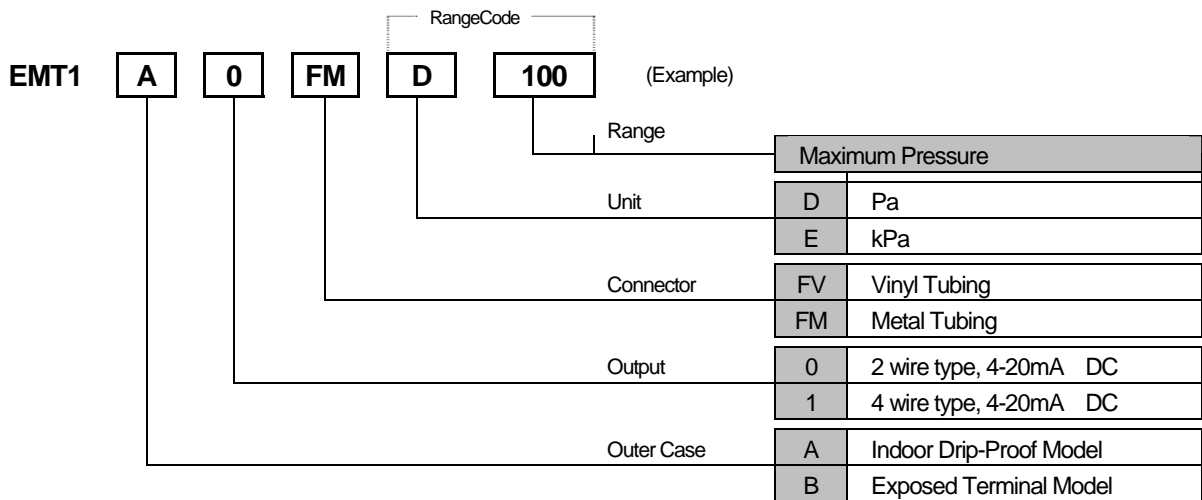 RangeCode
EMT1 A 0 FM D 100 (Example)
Range
Maximum Pressure
Unit D Pa
E kPa
Connector FV Vinyl Tubing
FM Metal Tubing
Output 0 2 wire type, 4-20mA DC
1 4 wire type, 4-20mA DC
Outer Case A Indoor Drip-Proof Model
B Exposed Terminal Model